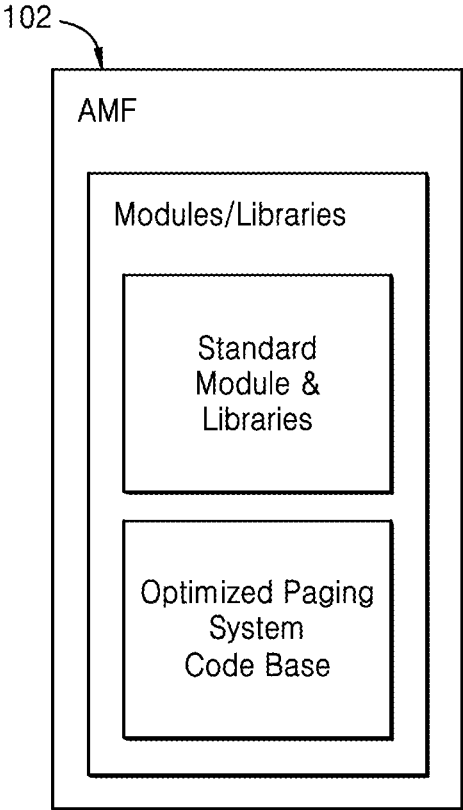 102
AMF
Modules/Libraries
Standard
Module &
Libraries
Optimized Paging
System
Code Base